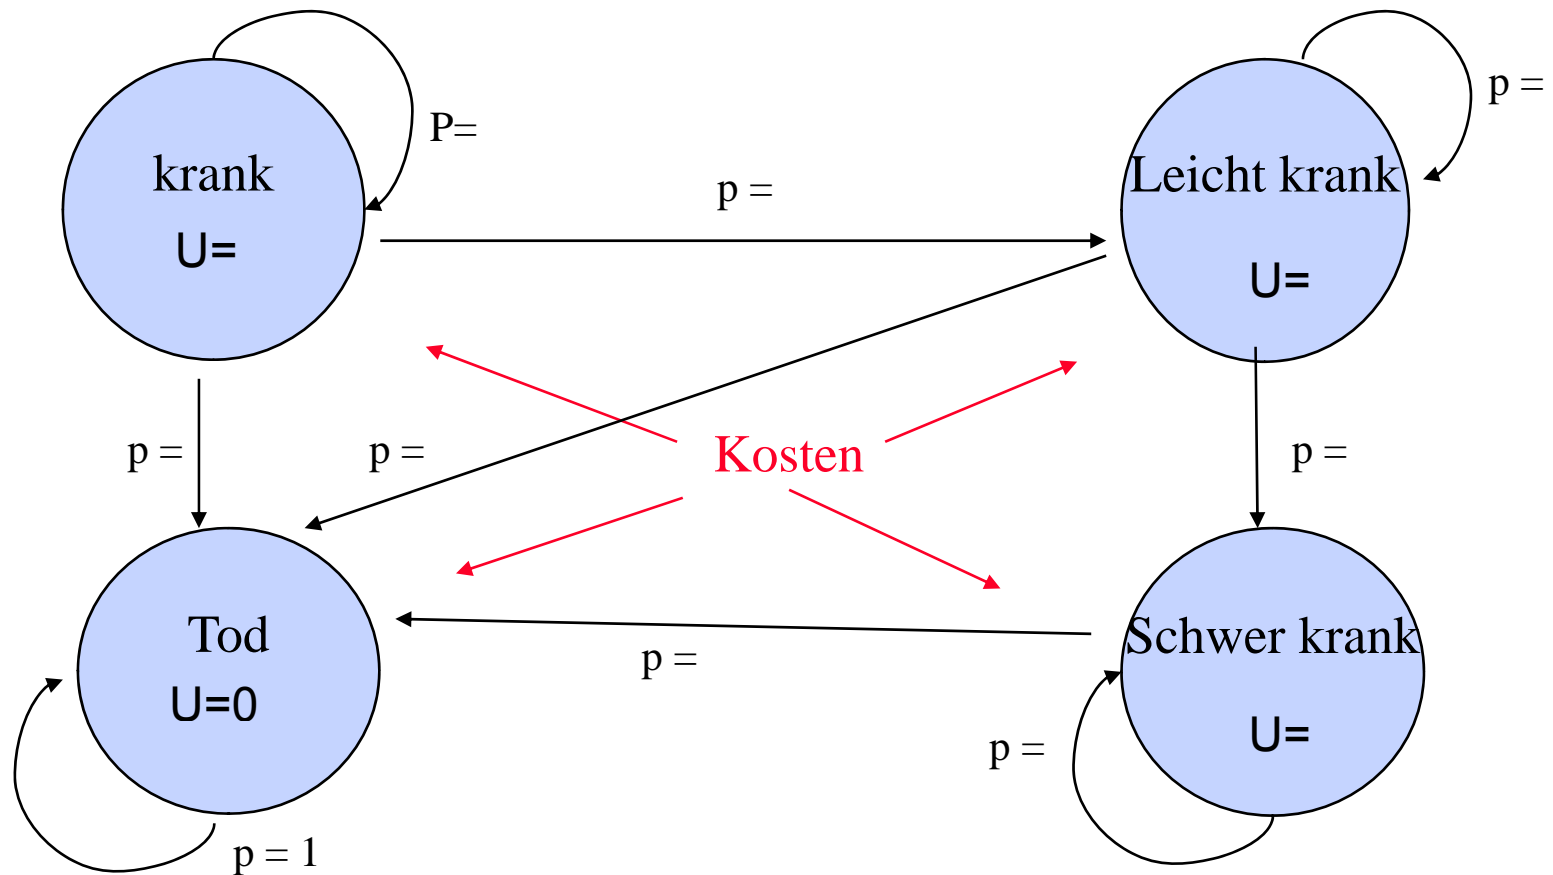 p =
P=
krank
Leicht krank
p =
U=
U=
p =
p =
Kosten
p =
Tod
Schwer krank
p =
U=0
U=
p =
p = 1